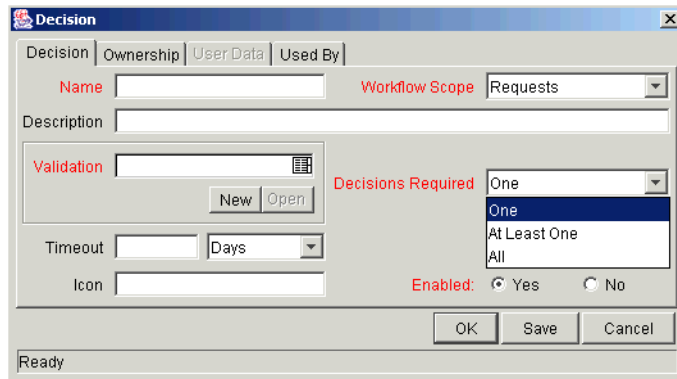 Decision
Decision Ownership User Data Used By
Name Workflow Scope Requests
Description
Validation
New Open
Decisions Required One
One
At Least One
All
Timeout Days
Icon
Enabled: Yes No
OK Save Cancel
Ready